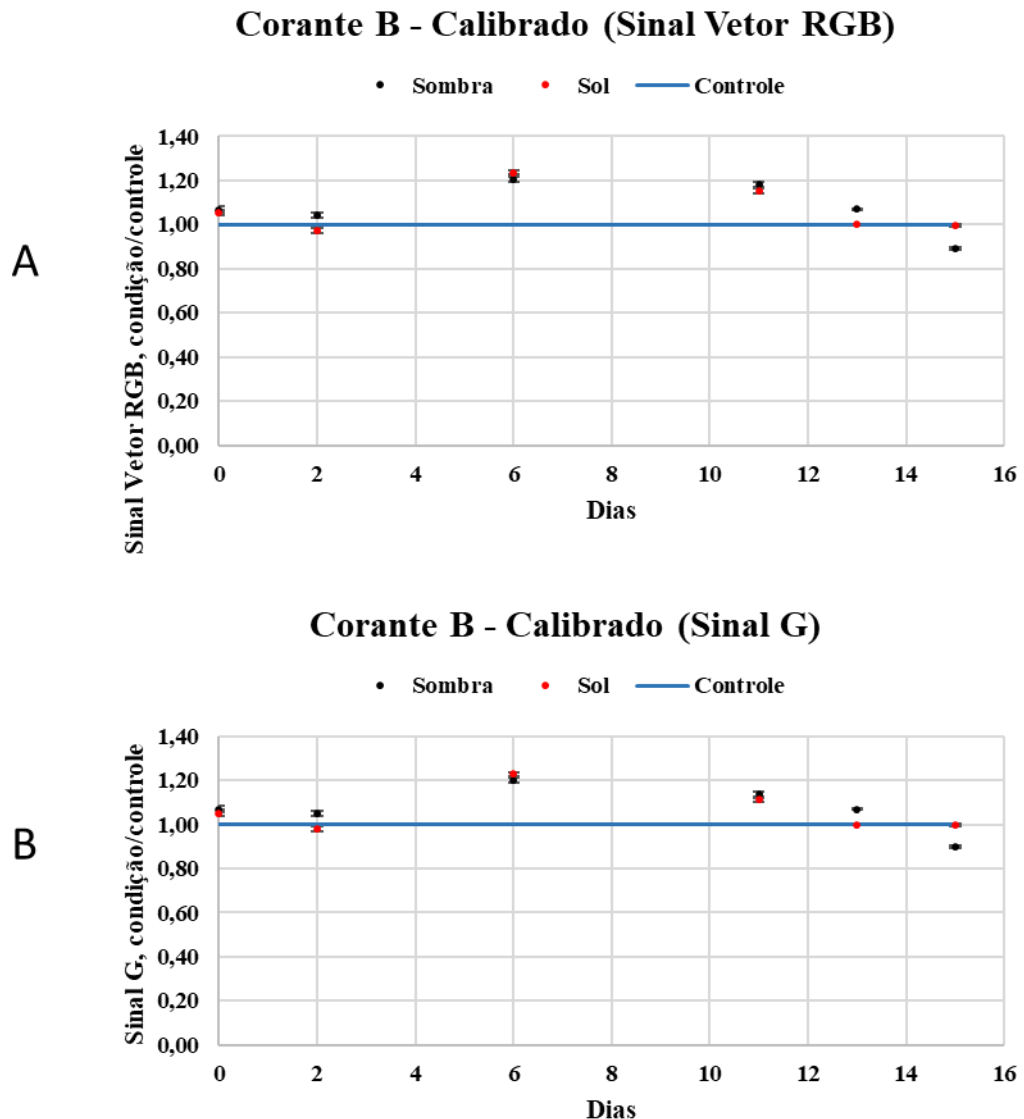 Corante B - Calibrado (Sinal Vetor RGB)
Sombra Sol Controle
A
Sinal Vetor RGB, condição/controle
1,40
1,20
1,00
0,80
0,60
0,40
0,20
0,00
0 2 4 6 8 10 12 14 16
Dias
Corante B - Calibrado (Sinal G)
Sombra Sol Controle
B
Sinal G, condição/controle
1,40
1,20
1,00
0,80
0,60
0,40
0,20
0,00
0 2 4 6 8 10 12 14 16
Dias